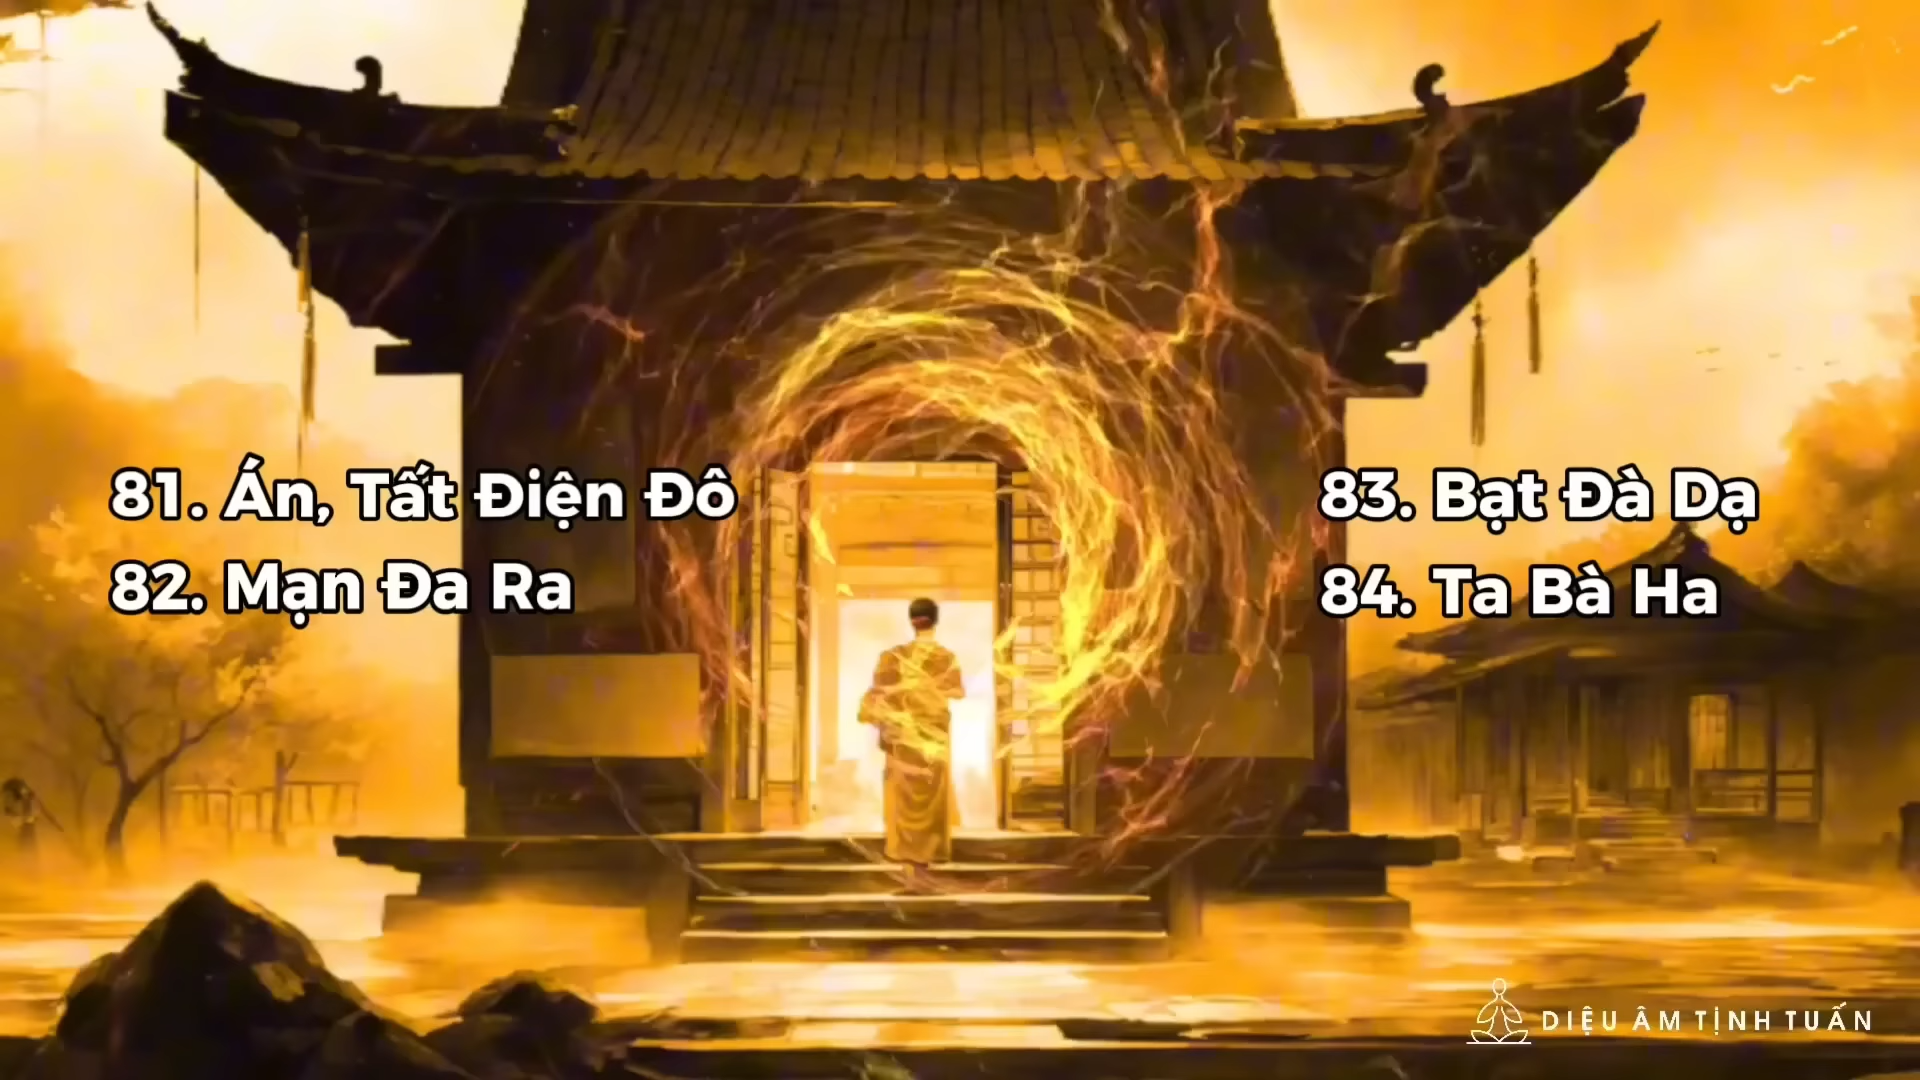 81. Án, Tất Điện Đô
82. Mạn Đa Ra
83. Bạt Đà Dạ
84. Ta Bà Ha
DIỆU ÂM TỊNH TUẤN